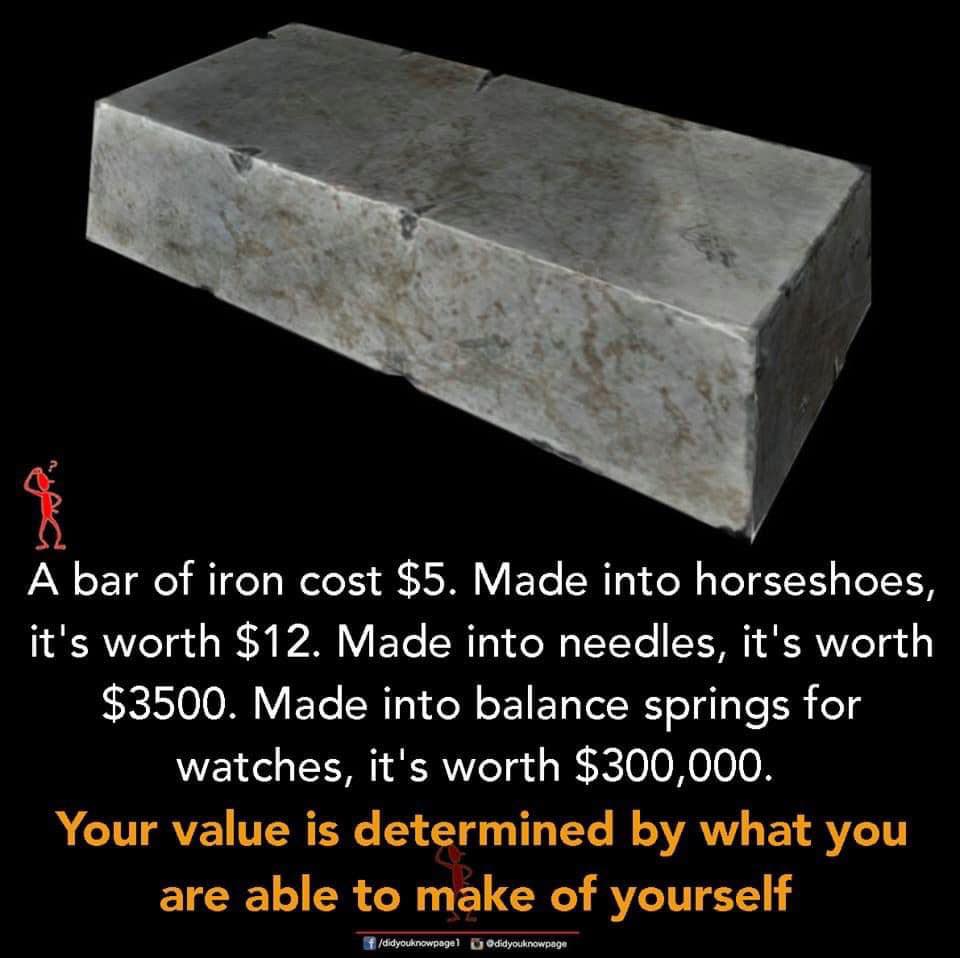 ?
A bar of iron cost $5. Made into horseshoes,
it's worth $12. Made into needles, it's worth
$3500. Made into balance springs for
watches, it's worth $300,000.
Your value is determined by what you
are able to make of yourself
f /didyouknowpage1 @didyouknowpage